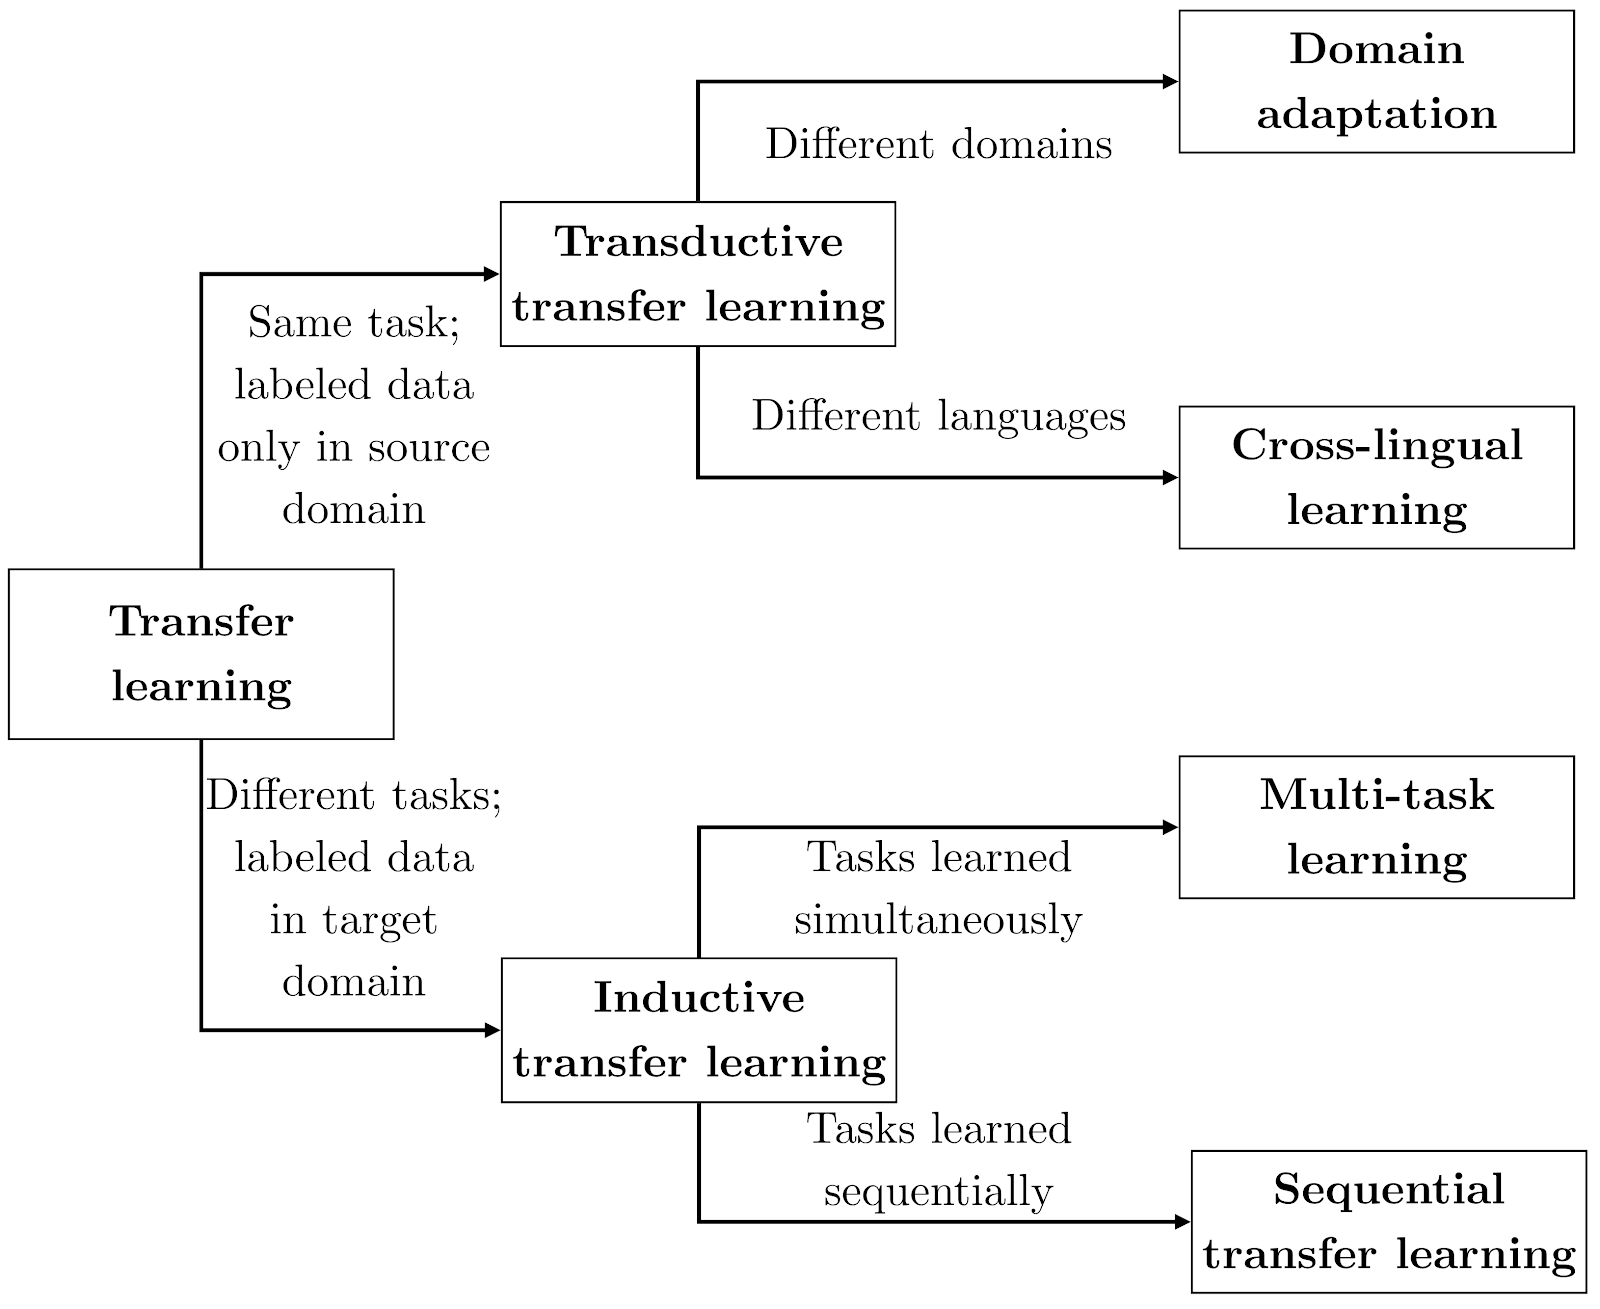 Domain
adaptation
Different domains
Transductive
transfer learning
Same task;
labeled data
only in source
domain
Different languages
Cross-lingual
learning
Transfer
learning
Different tasks;
labeled data
in target
domain
Multi-task
learning
Tasks learned
simultaneously
Inductive
transfer learning
Tasks learned
sequentially
Sequential
transfer learning